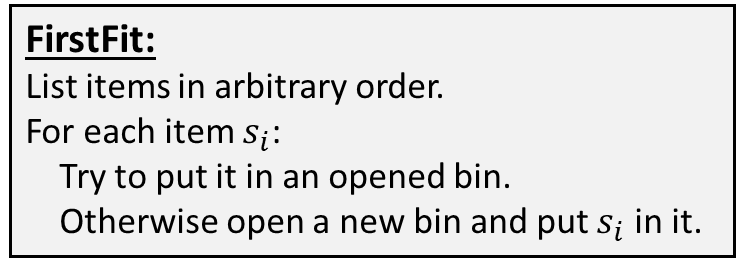 FirstFit:
List items in arbitrary order.
For each item sᵢ:
Try to put it in an opened bin.
Otherwise open a new bin and put sᵢ in it.